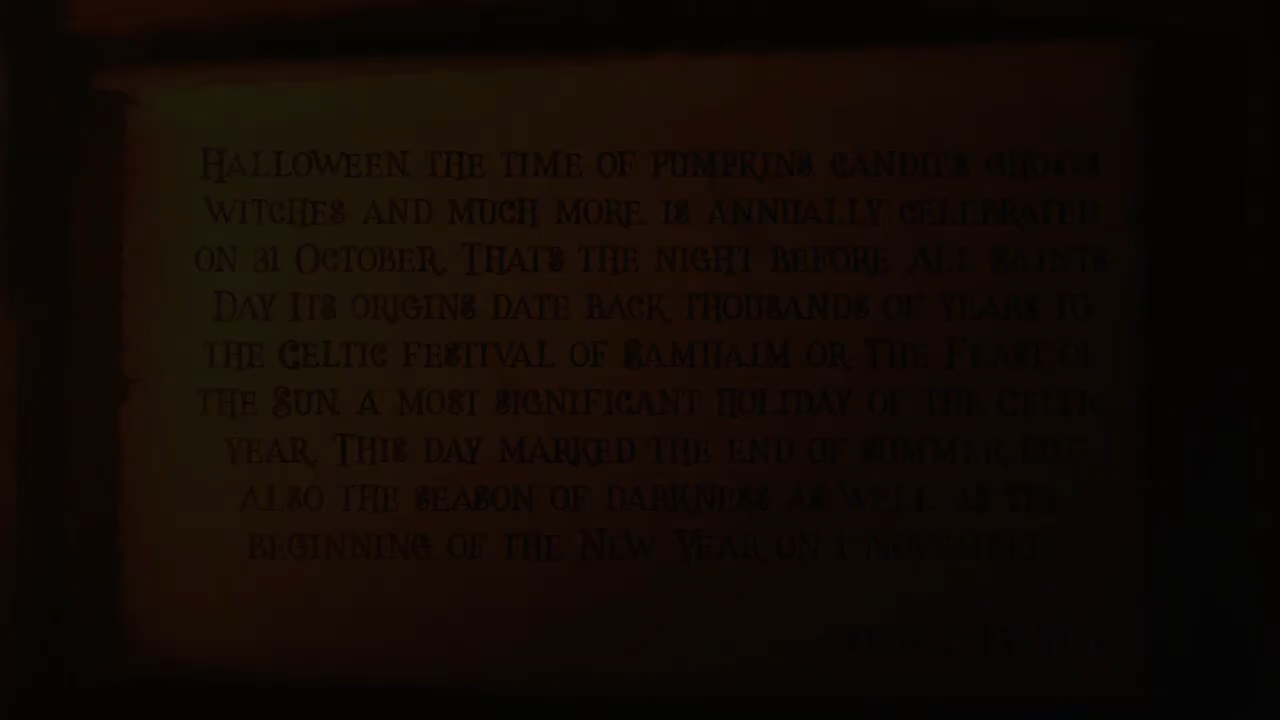 Halloween the time of pumpkins candies ghosts
witches and much more is annually celebrated
on 31 October. Thats the night before All Saints
Day Its origins date back thousands of years to
the Celtic festival of Samhaim or The Feast of
the Sun. A most significant holiday of the Celtic
year. This day marked the end of summer but
also the season of darkness as well as the
beginning of the New Year on 1 November.